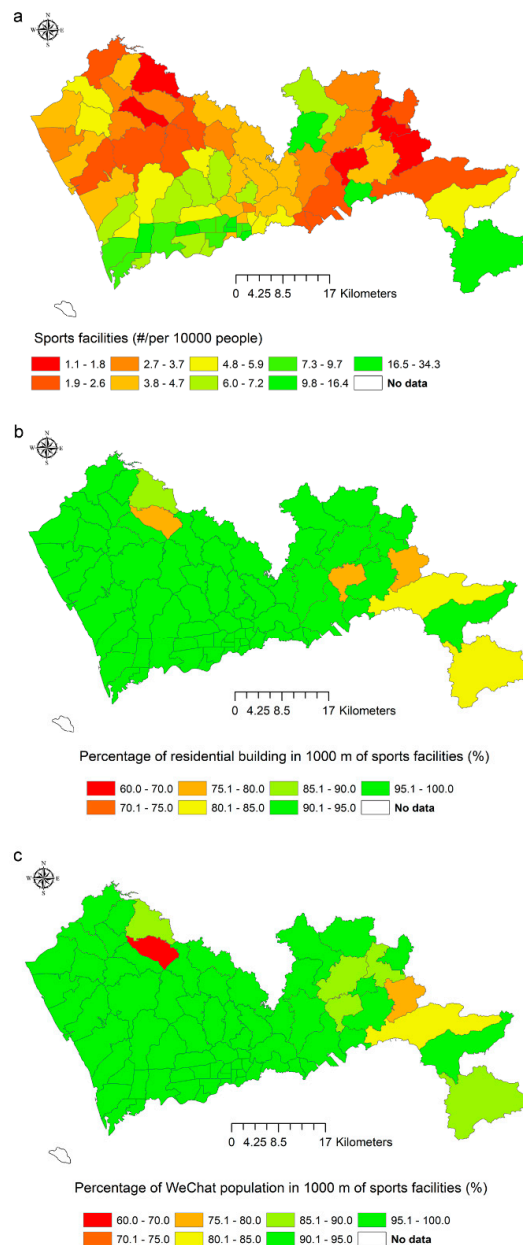 a
N
W E
S
0 4.25 8.5 17 Kilometers
Sports facilities (#/per 10000 people)
1.1 - 1.8 2.7 - 3.7 4.8 - 5.9 7.3 - 9.7 16.5 - 34.3
1.9 - 2.6 3.8 - 4.7 6.0 - 7.2 9.8 - 16.4 No data
b
N
W E
S
0 4.25 8.5 17 Kilometers
Percentage of residential building in 1000 m of sports facilities (%)
60.0 - 70.0 75.1 - 80.0 85.1 - 90.0 95.1 - 100.0
70.1 - 75.0 80.1 - 85.0 90.1 - 95.0 No data
c
N
W E
S
0 4.25 8.5 17 Kilometers
Percentage of WeChat population in 1000 m of sports facilities (%)
60.0 - 70.0 75.1 - 80.0 85.1 - 90.0 95.1 - 100.0
70.1 - 75.0 80.1 - 85.0 90.1 - 95.0 No data